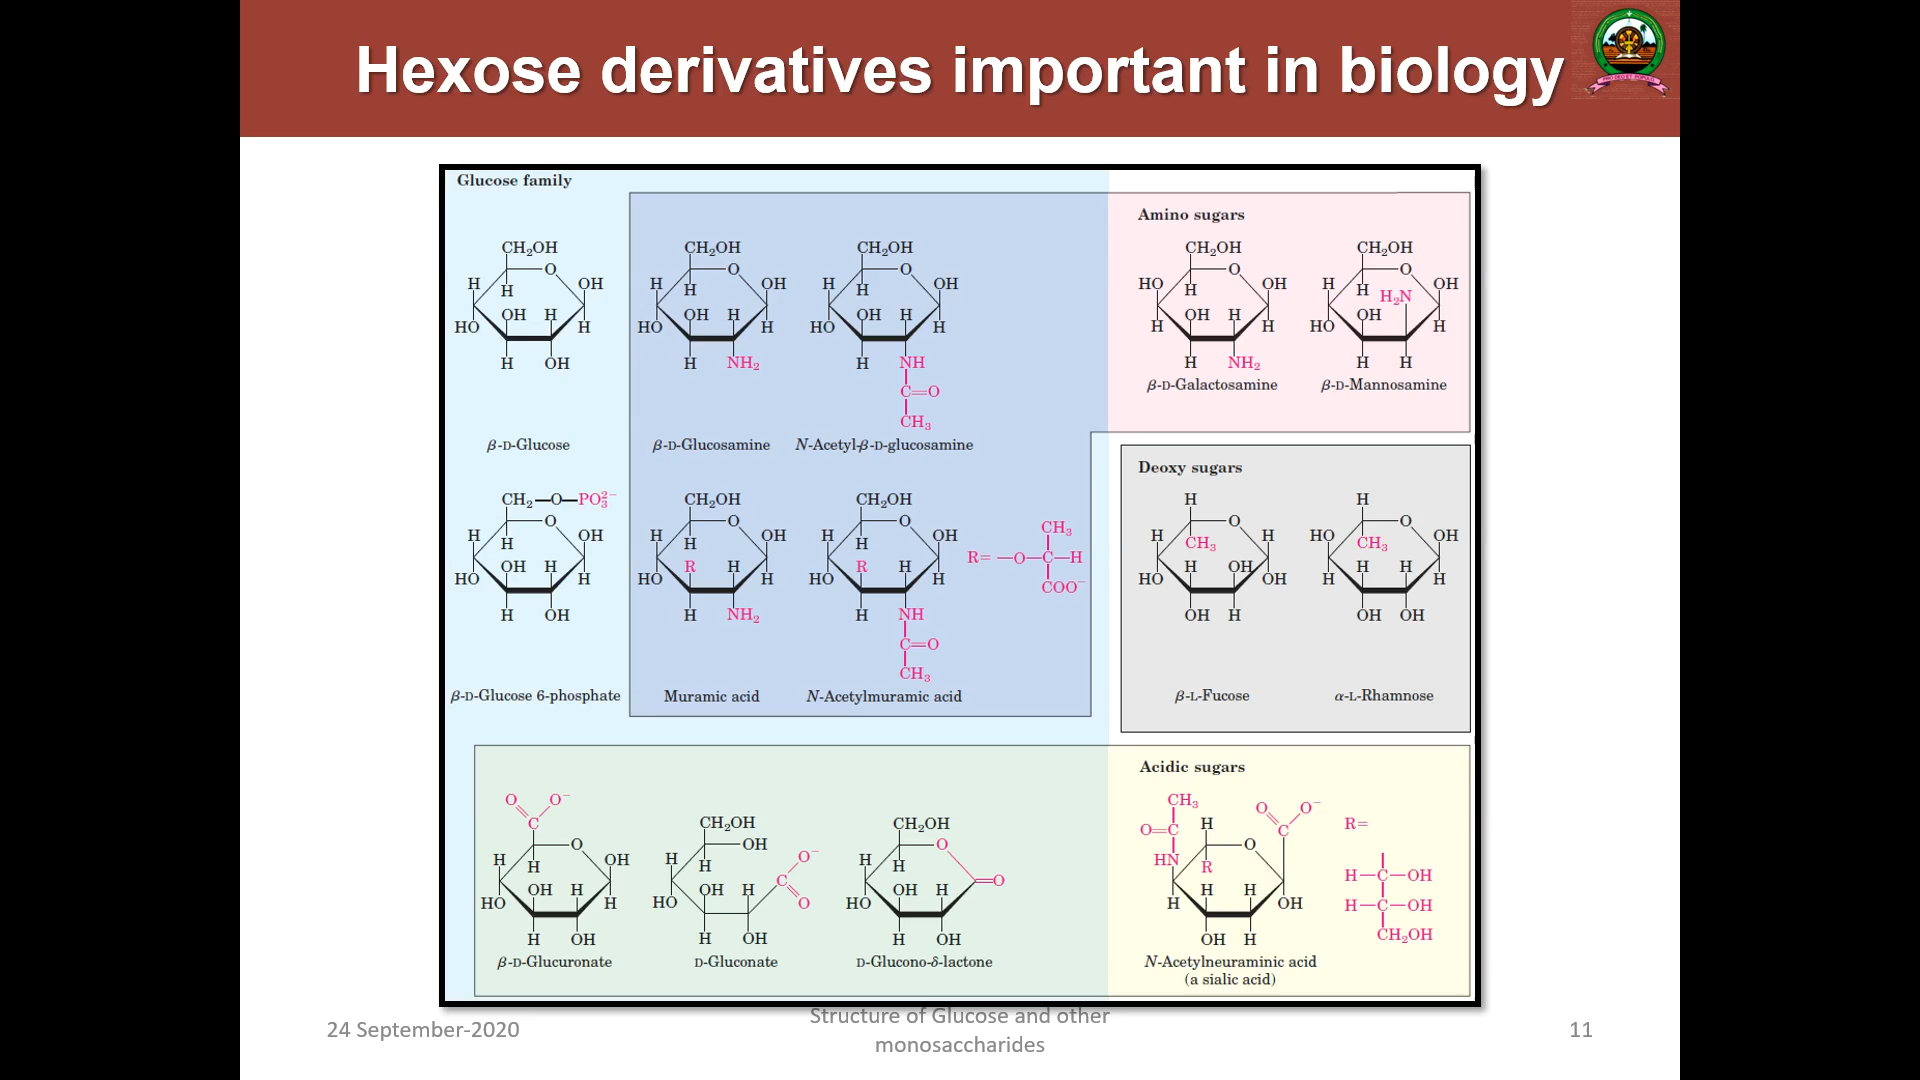 Hexose derivatives important in biology
PRO DEO ET POPULO
Glucose family
Amino sugars
CH₂OH
O
H
OH
H
OH
H
HO
H
H
OH
β-D-Glucose
CH₂OH
O
H
OH
H
OH
H
HO
H
H
NH₂
β-D-Glucosamine
CH₂OH
O
H
OH
H
OH
H
HO
H
H
NH
C=O
CH₃
N-Acetyl-β-D-glucosamine
CH₂OH
O
HO
OH
H
OH
H
H
H
H
NH₂
β-D-Galactosamine
CH₂OH
O
H
OH
H
H₂N
OH
HO
H
H
H
β-D-Mannosamine
CH₂—O—PO₃²⁻
O
H
OH
H
OH
H
HO
H
H
OH
β-D-Glucose 6-phosphate
CH₂OH
O
H
OH
H
R
H
HO
H
H
NH₂
Muramic acid
CH₂OH
O
H
OH
H
R
H
HO
H
H
NH
C=O
CH₃
N-Acetylmuramic acid
CH₃
R= —O—C—H
COO⁻
Deoxy sugars
H
O
H
H
CH₃
H
OH
HO
OH
OH
H
β-L-Fucose
H
O
HO
OH
CH₃
H
H
H
H
OH
OH
α-L-Rhamnose
O
O⁻
C
O
H
OH
H
OH
H
HO
H
H
OH
β-D-Glucuronate
CH₂OH
OH
O⁻
H
H
C
OH
H
HO
O
H
OH
D-Gluconate
CH₂OH
O
H
H
=O
OH
H
HO
H
OH
D-Glucono-δ-lactone
Acidic sugars
CH₃
O
O⁻
O=C
H
C
O
HN
R
H
H
H
OH
OH
H
N-Acetylneuraminic acid
(a sialic acid)
R=
H—C—OH
H—C—OH
CH₂OH
24 September-2020
Structure of Glucose and other
monosaccharides
11